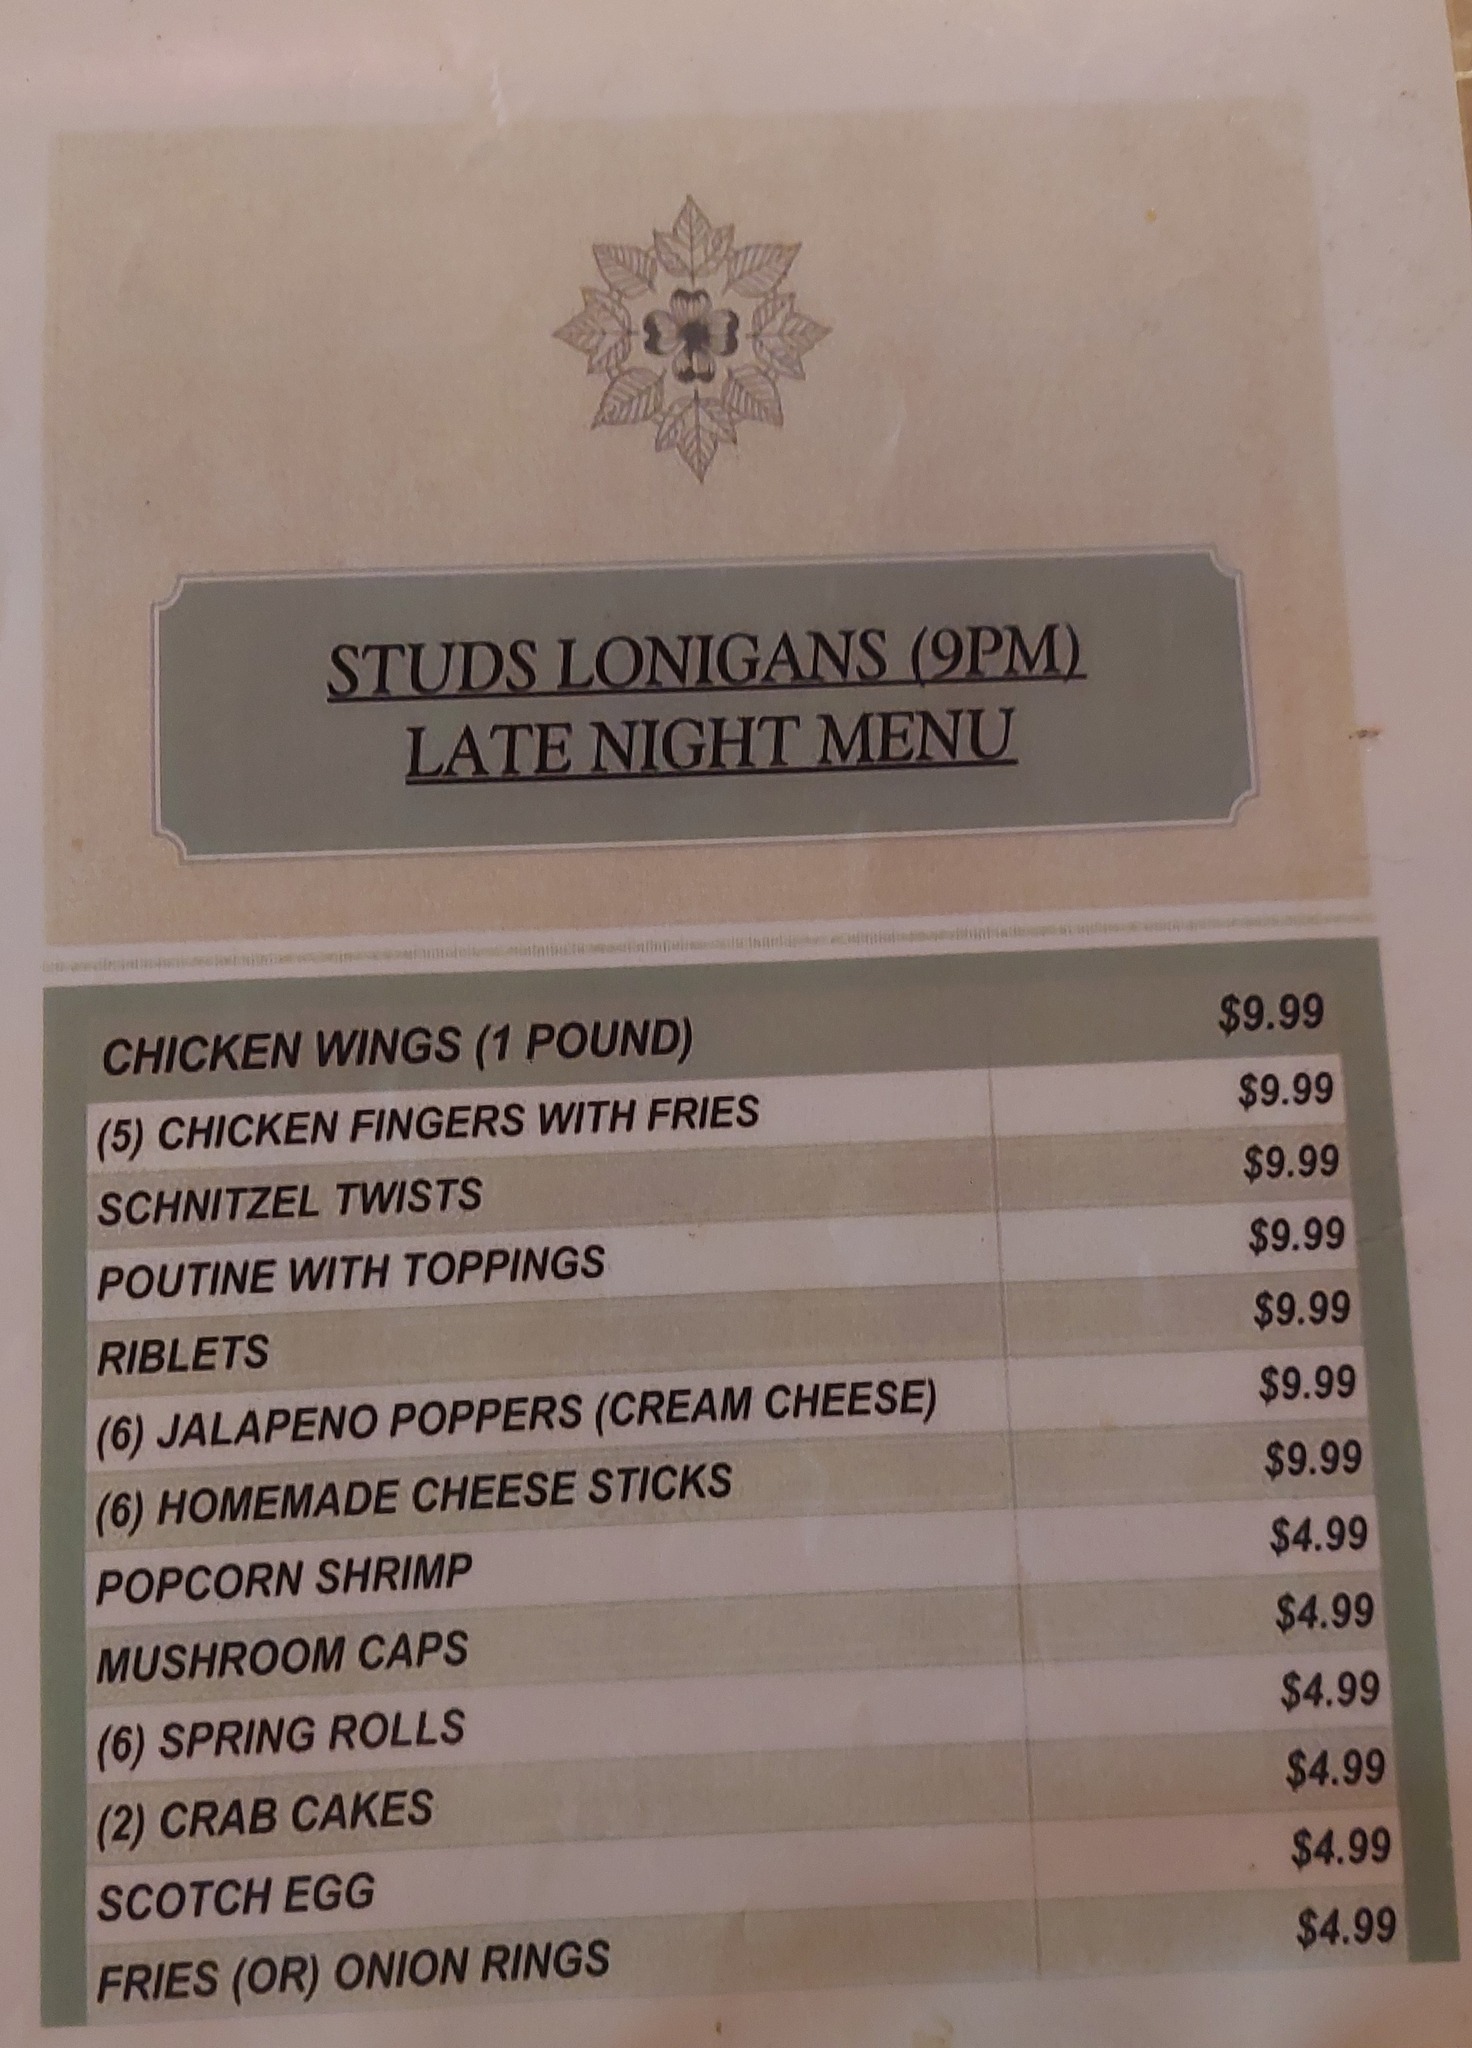 STUDS LONIGANS (9PM)
LATE NIGHT MENU
CHICKEN WINGS (1 POUND) $9.99
(5) CHICKEN FINGERS WITH FRIES $9.99
SCHNITZEL TWISTS $9.99
POUTINE WITH TOPPINGS $9.99
RIBLETS $9.99
(6) JALAPENO POPPERS (CREAM CHEESE) $9.99
(6) HOMEMADE CHEESE STICKS $9.99
POPCORN SHRIMP $4.99
MUSHROOM CAPS $4.99
(6) SPRING ROLLS $4.99
(2) CRAB CAKES $4.99
SCOTCH EGG $4.99
FRIES (OR) ONION RINGS $4.99